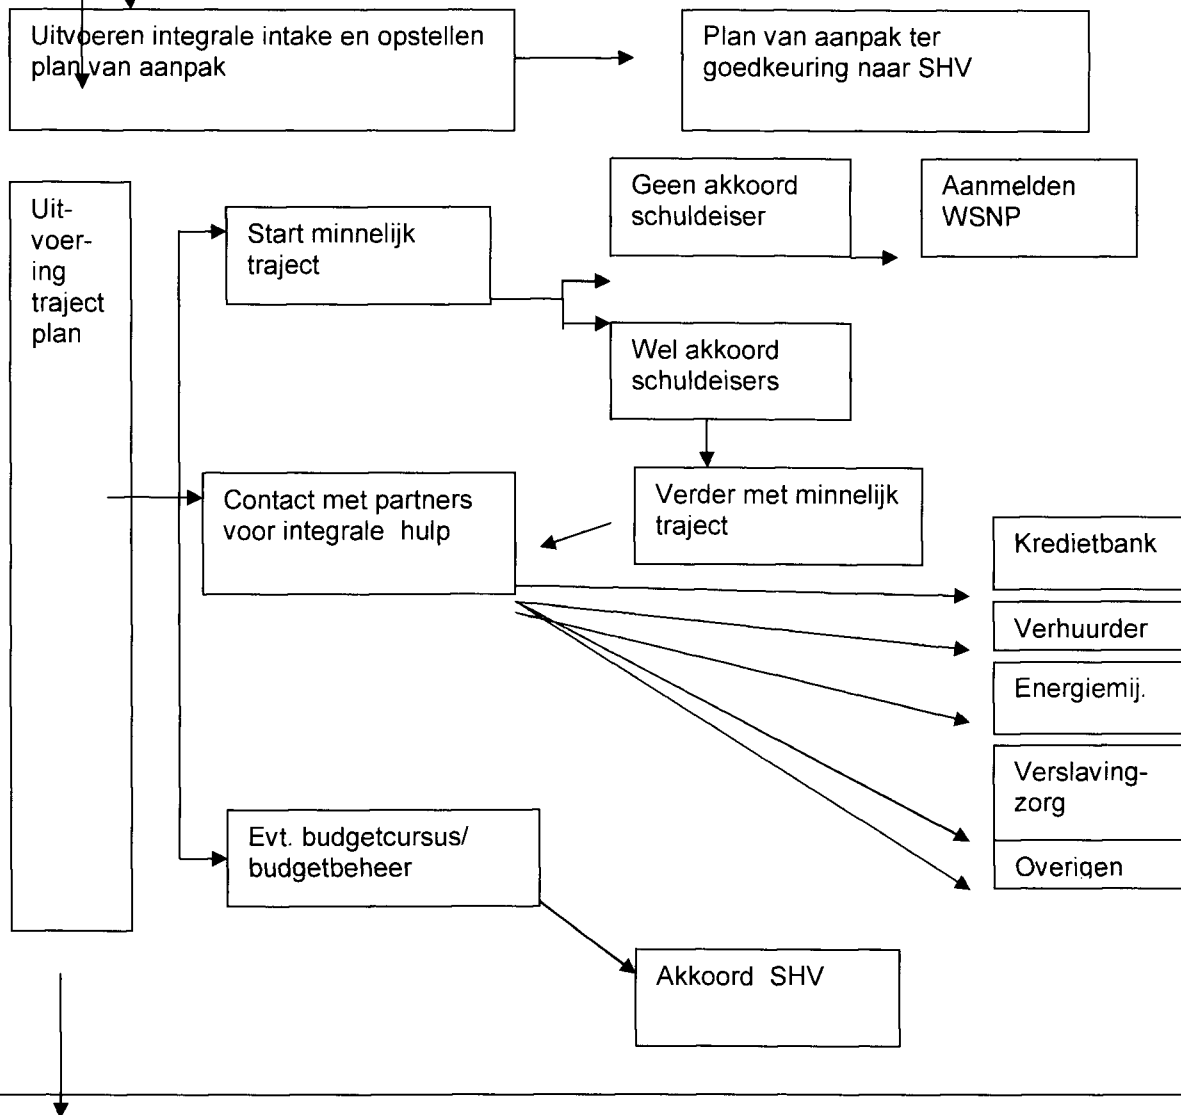 Uitvoeren integrale intake en opstellen
plan van aanpak
Plan van aanpak ter
goedkeuring naar SHV
Uit-
voer-
ing
traject
plan
Start minnelijk
traject
Geen akkoord
schuldeiser
Aanmelden
WSNP
Wel akkoord
schuldeisers
Contact met partners
voor integrale hulp
Verder met minnelijk
traject
Kredietbank
Verhuurder
Energiemij.
Verslaving-
zorg
Overigen
Evt. budgetcursus/
budgetbeheer
Akkoord SHV